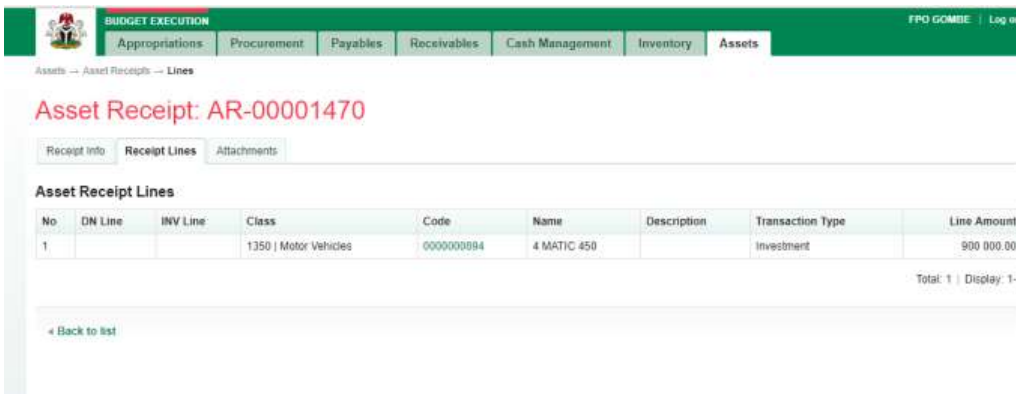 BUDGET EXECUTION
FPO GOMBE | Log
Appropriations Procurement Payables Receivables Cash Management Inventory Assets
Assets → Asset Receipts → Lines
Asset Receipt: AR-00001470
Receipt Info Receipt Lines Attachments
Asset Receipt Lines
No DN Line INV Line Class Code Name Description Transaction Type Line Amount
1 1350 | Motor Vehicles 0000000894 4 MATIC 450 Investment 900 000.00
Total: 1 | Display: 1-
« Back to list